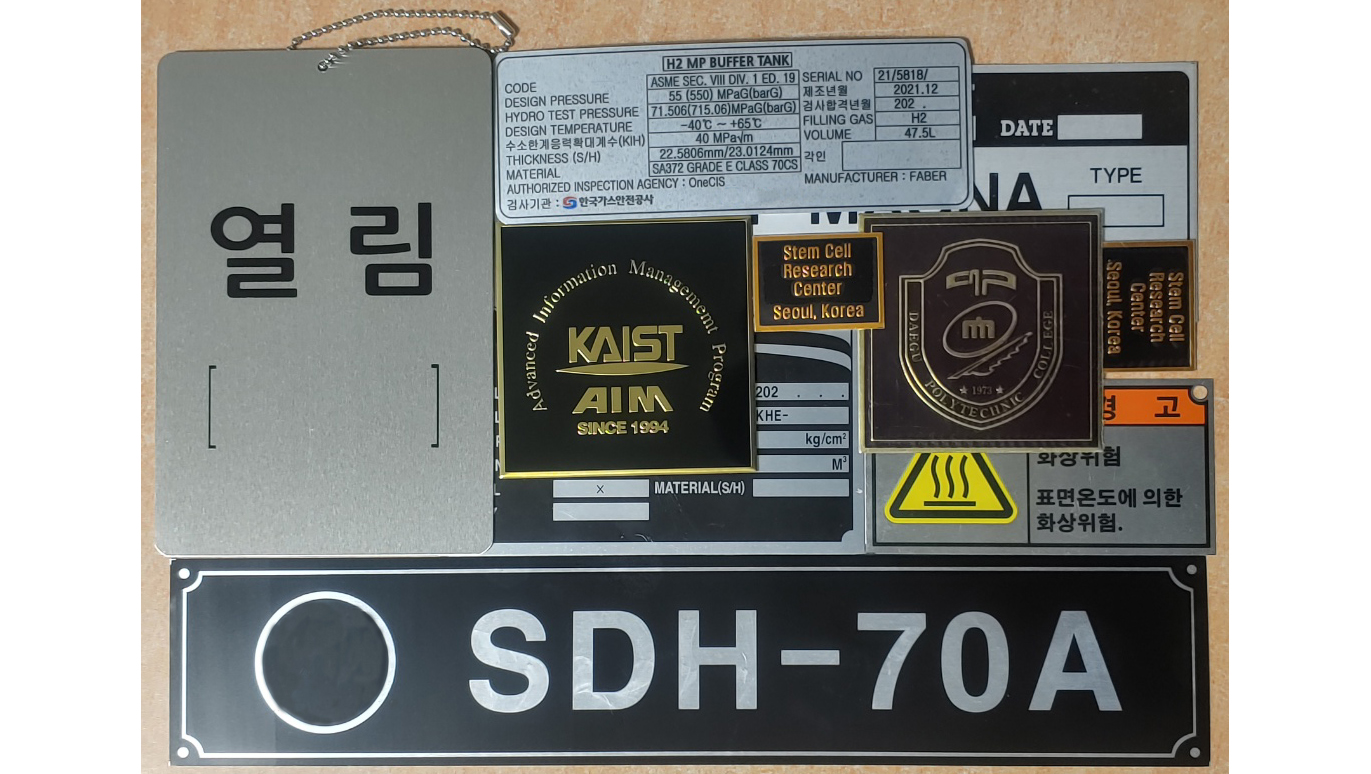 열 림
[ ]
H2 MP BUFFER TANK
CODE ASME SEC. VIII DIV. 1 ED. 19
DESIGN PRESSURE 55 (550) MPaG(barG)
HYDRO TEST PRESSURE 71.506(715.06)MPaG(barG)
DESIGN TEMPERATURE -40℃ ~ +65℃
수소한계응력확대계수(KIH) 40 MPa√m
THICKNESS (S/H) 22.5806mm/23.0124mm
MATERIAL SA372 GRADE E CLASS 70CS
AUTHORIZED INSPECTION AGENCY : OneCIS
검사기관 : 한국가스안전공사
SERIAL NO 21/5818/
제조년월 2021.12
검사합격년월 202 .
FILLING GAS H2
VOLUME 47.5L
각인
MANUFACTURER : FABER
DATE
TYPE
Advanced Information Managememt Program
KAIST
AIM
SINCE 1994
Stem Cell
Research
Center
Seoul, Korea
DAEGU POLYTECHNIC COLLEGE
1973
Stem Cell
Research
Center
Seoul, Korea
202 . . .
KHE-
kg/cm²
M³
X MATERIAL(S/H)
고
화상위험
표면온도에 의한
화상위험.
SDH-70A